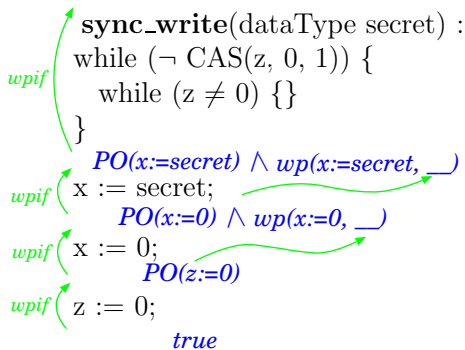 sync_write(dataType secret) :
while (¬ CAS(z, 0, 1)) {
wpif
while (z ≠ 0) {}
}
PO(x:=secret) ∧ wp(x:=secret, __)
wpif x := secret;
PO(x:=0) ∧ wp(x:=0, __)
wpif x := 0;
PO(z:=0)
wpif z := 0;
true